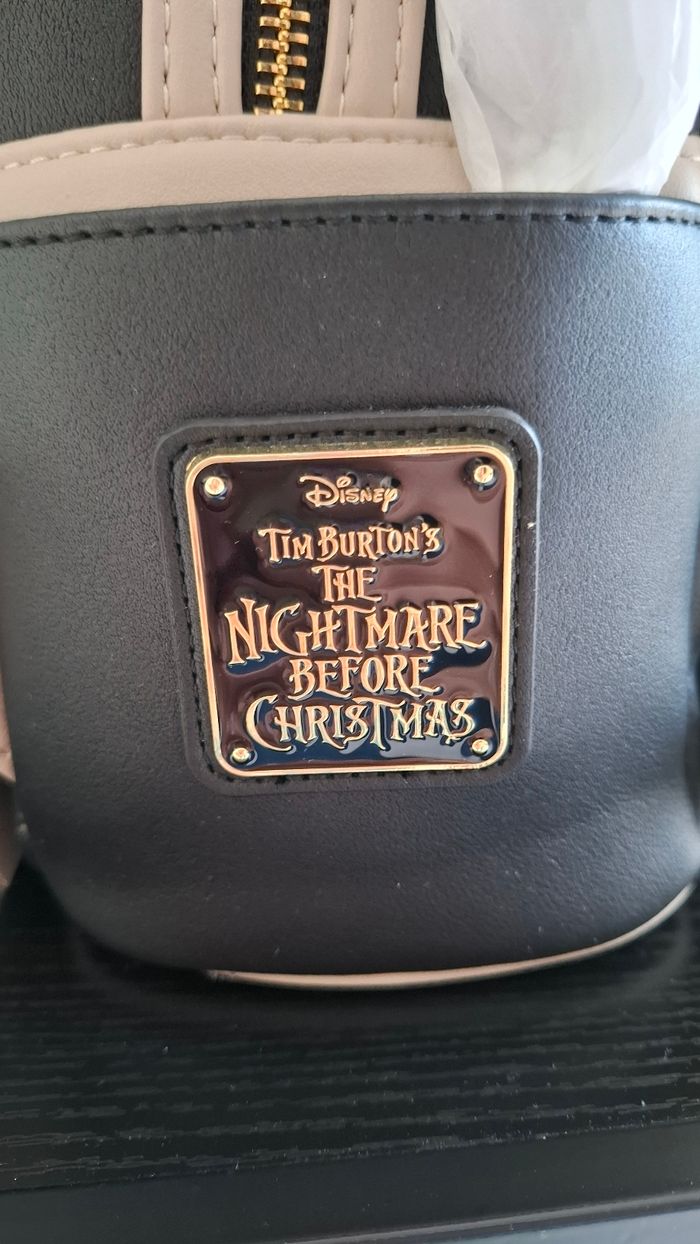 Disney
TIM BURTON'S
THE
NIGHTMARE
BEFORE
CHRISTMAS